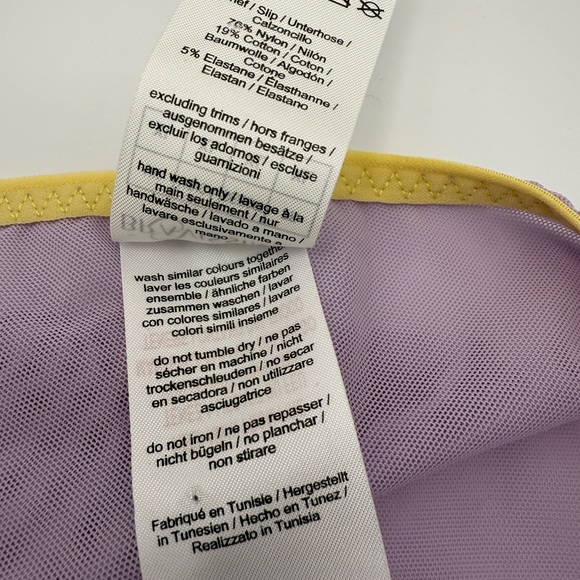 Slip / Unterhose /
Calzoncillo
76% Nylon / Nilón
19% Cotton / Coton /
Baumwolle / Algodón /
Cotone
5% Elastane / Élasthanne /
Elastan / Elastano
excluding trims / hors franges /
ausgenommen besätze /
excluir los adornos / escluse
guarnizioni
hand wash only / lavage à la
main seulement / nur
handwäsche / lavado a mano /
lavare esclusivamente a
mano
wash similar colours together
laver les couleurs similaires
ensemble / ähnliche farben
zusammen waschen / lavar
con colores similares / lavare
colori simili insieme
do not tumble dry / ne pas
sécher en machine / nicht
trockenschleudern / no secar
en secadora / non utilizzare
asciugatrice
do not iron / ne pas repasser /
nicht bügeln / no planchar /
non stirare
Fabriqué en Tunisie / Hergestellt
in Tunesien / Hecho en Tunez /
Realizzato in Tunisia